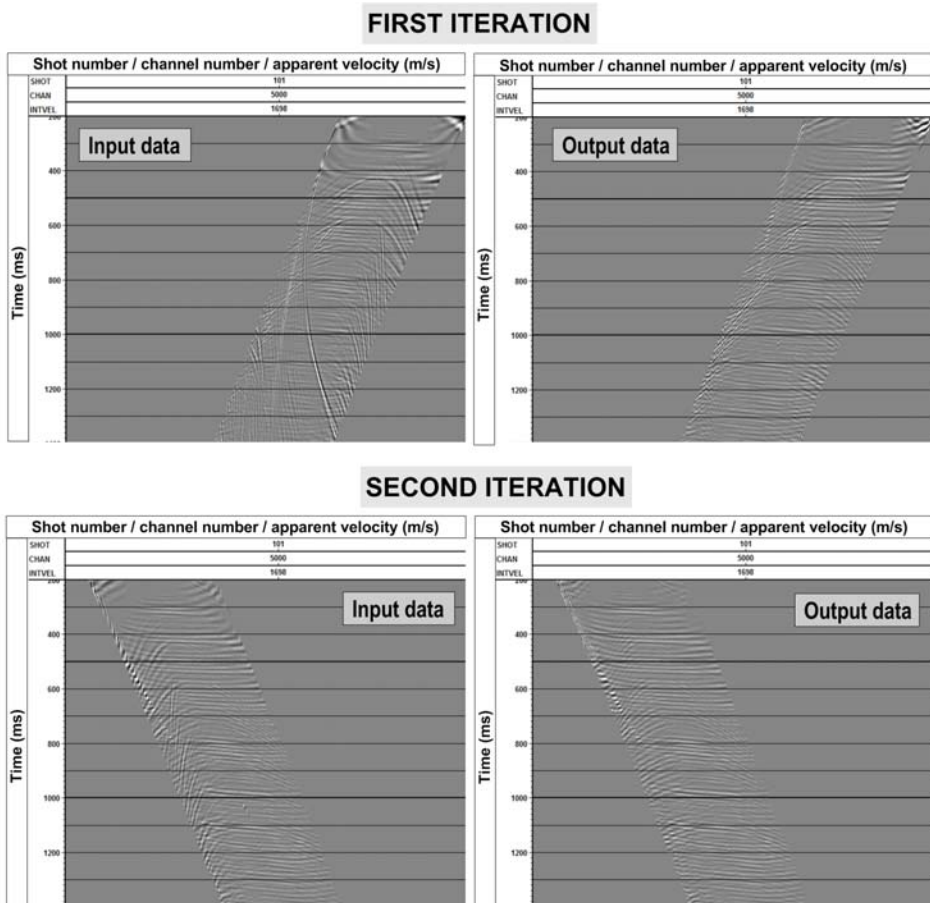 FIRST ITERATION
Shot number / channel number / apparent velocity (m/s)
SHOT 101
CHAN 5000
INTVEL 1698
Input data
Time (ms)
200
400
600
800
1000
1200
Shot number / channel number / apparent velocity (m/s)
SHOT 101
CHAN 5000
INTVEL 1698
Output data
Time (ms)
200
400
600
800
1000
1200
SECOND ITERATION
Shot number / channel number / apparent velocity (m/s)
SHOT 101
CHAN 5000
INTVEL 1698
Input data
Time (ms)
200
400
600
800
1000
1200
Shot number / channel number / apparent velocity (m/s)
SHOT 101
CHAN 5000
INTVEL 1698
Output data
Time (ms)
200
400
600
800
1000
1200